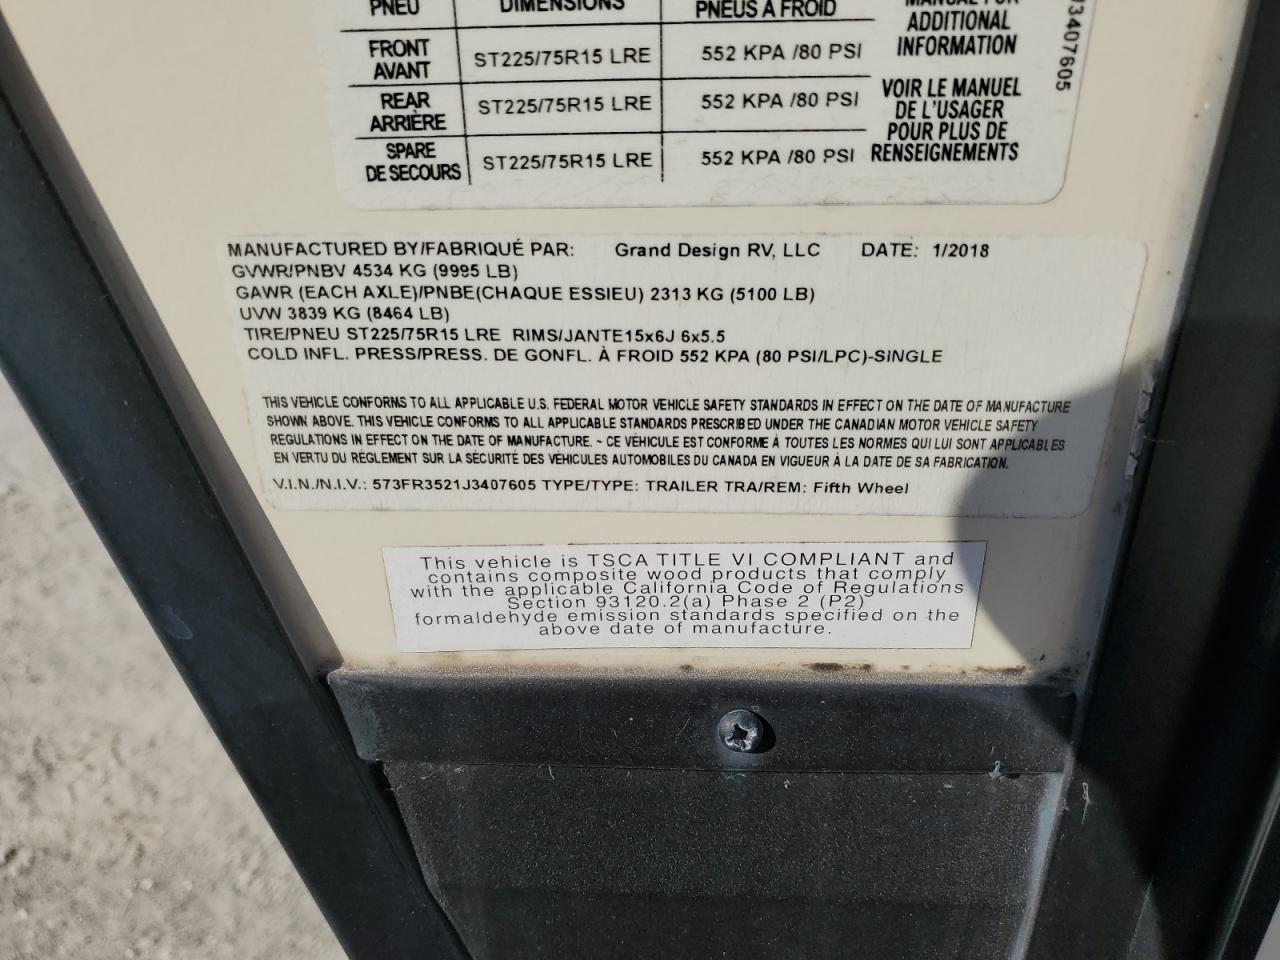 PNEU DIMENSIONS PNEUS A FROID
FRONT AVANT ST225/75R15 LRE 552 KPA /80 PSI
REAR ARRIÈRE ST225/75R15 LRE 552 KPA /80 PSI
SPARE DE SECOURS ST225/75R15 LRE 552 KPA /80 PSI
MANUAL FOR
ADDITIONAL
INFORMATION
VOIR LE MANUEL
DE L'USAGER
POUR PLUS DE
RENSEIGNEMENTS
J3407605
MANUFACTURED BY/FABRIQUÉ PAR: Grand Design RV, LLC DATE: 1/2018
GVWR/PNBV 4534 KG (9995 LB)
GAWR (EACH AXLE)/PNBE(CHAQUE ESSIEU) 2313 KG (5100 LB)
UVW 3839 KG (8464 LB)
TIRE/PNEU ST225/75R15 LRE RIMS/JANTE15x6J 6x5.5
COLD INFL. PRESS/PRESS. DE GONFL. À FROID 552 KPA (80 PSI/LPC)-SINGLE
THIS VEHICLE CONFORMS TO ALL APPLICABLE U.S. FEDERAL MOTOR VEHICLE SAFETY STANDARDS IN EFFECT ON THE DATE OF MANUFACTURE
SHOWN ABOVE. THIS VEHICLE CONFORMS TO ALL APPLICABLE STANDARDS PRESCRIBED UNDER THE CANADIAN MOTOR VEHICLE SAFETY
REGULATIONS IN EFFECT ON THE DATE OF MANUFACTURE. - CE VÉHICULE EST CONFORME À TOUTES LES NORMES QUI LUI SONT APPLICABLES
EN VERTU DU RÈGLEMENT SUR LA SÉCURITÉ DES VÉHICULES AUTOMOBILES DU CANADA EN VIGUEUR À LA DATE DE SA FABRICATION.
V.I.N./N.I.V.: 573FR3521J3407605 TYPE/TYPE: TRAILER TRA/REM: Fifth Wheel
This vehicle is TSCA TITLE VI COMPLIANT and
contains composite wood products that comply
with the applicable California Code of Regulations
Section 93120.2(a) Phase 2 (P2)
formaldehyde emission standards specified on the
above date of manufacture.